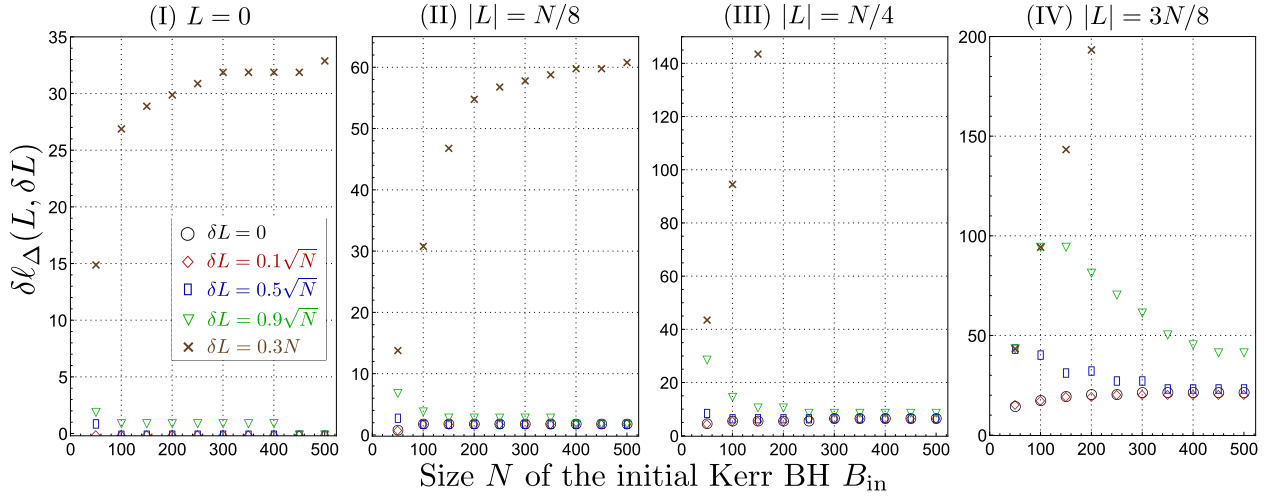 (I) L = 0
(II) |L| = N/8
(III) |L| = N/4
(IV) |L| = 3N/8
δℓ_Δ(L, δL)
35
30
25
20
15
10
5
0
100 200 300 400 500
δL = 0
δL = 0.1√N
δL = 0.5√N
δL = 0.9√N
δL = 0.3N
60
50
40
30
20
10
0
0 100 200 300 400 500
140
120
100
80
60
40
20
0
0 100 200 300 400 500
200
150
100
50
0
0 100 200 300 400 500
Size N of the initial Kerr BH B_in